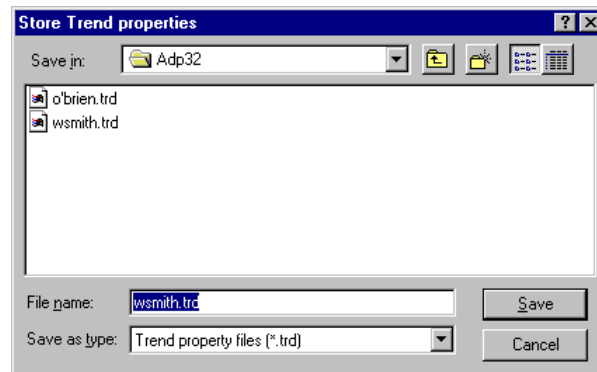 Store Trend properties
Save in: Adp32
o'brien.trd
wsmith.trd
File name: wsmith.trd Save
Save as type: Trend property files (*.trd) Cancel